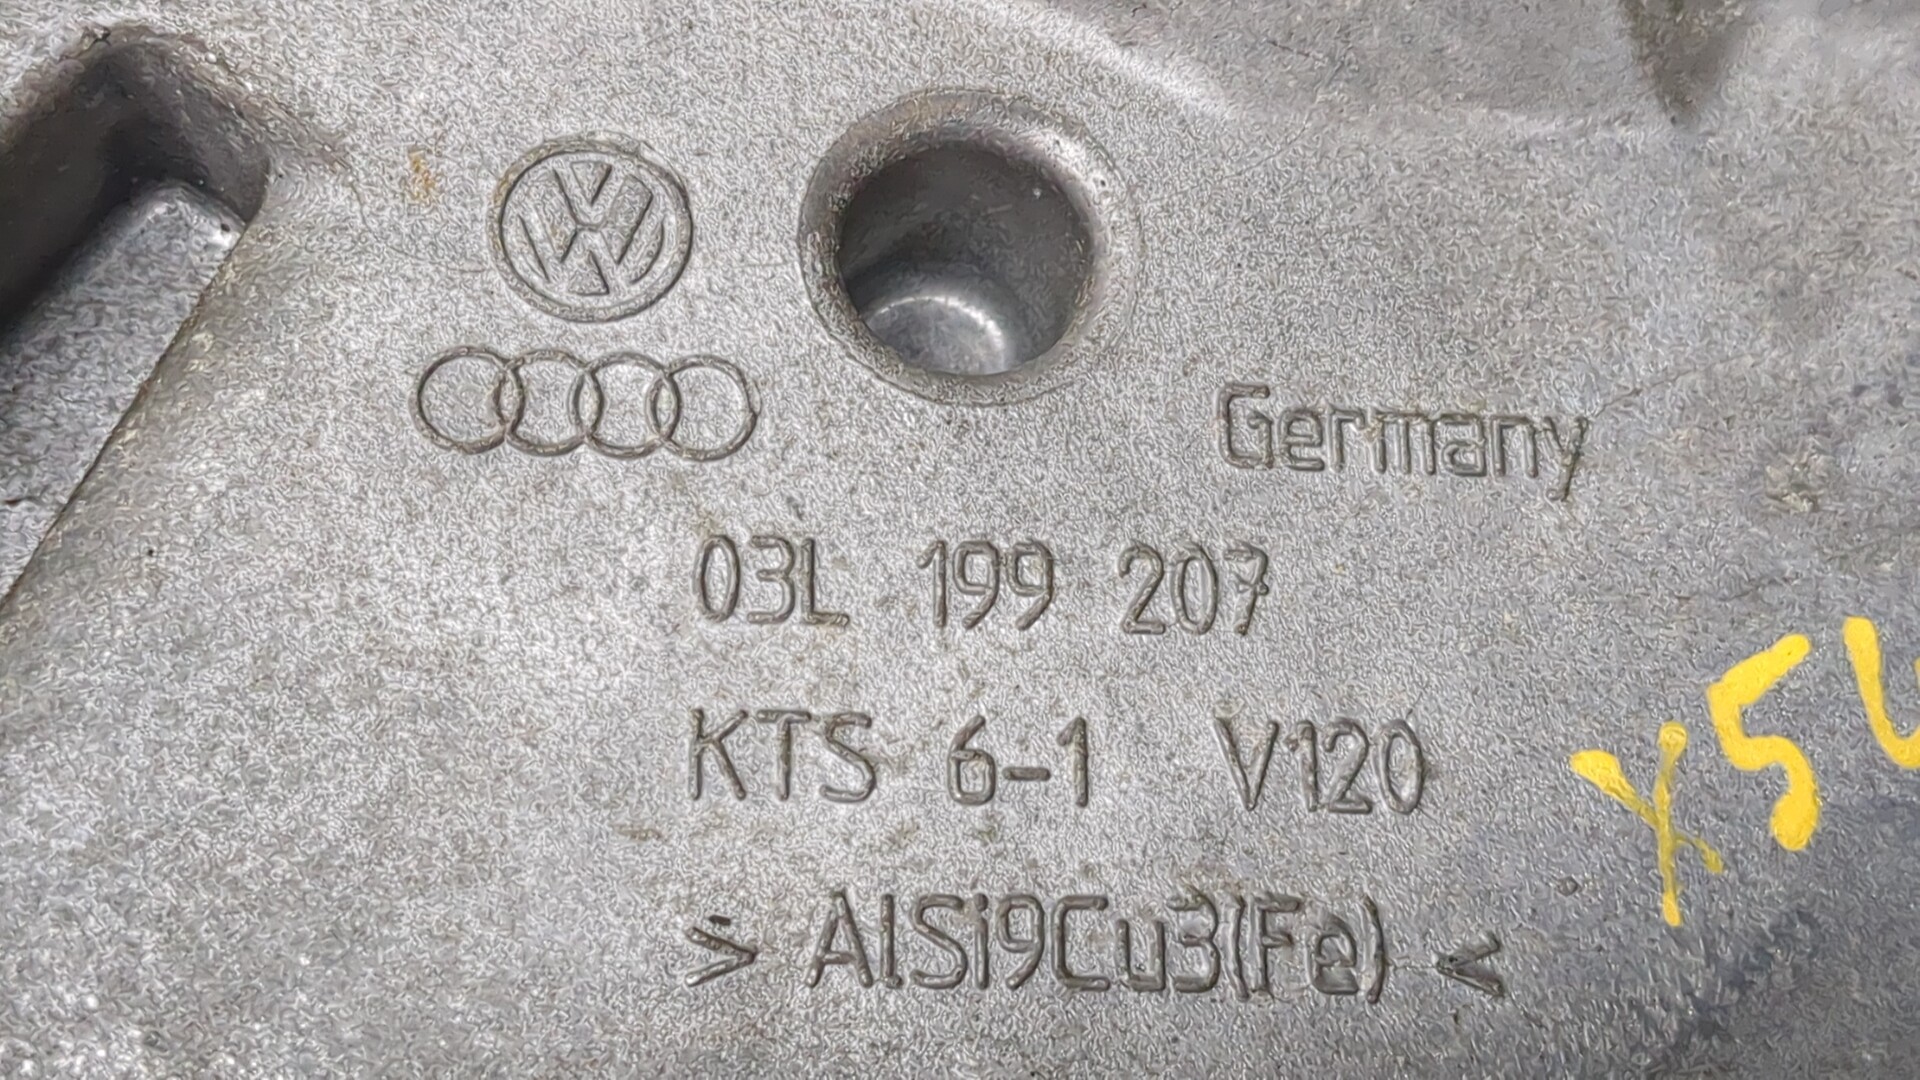 Germany
03L 199 207
KTS 6-1 V120
> AlSi9Cu3(Fe) <